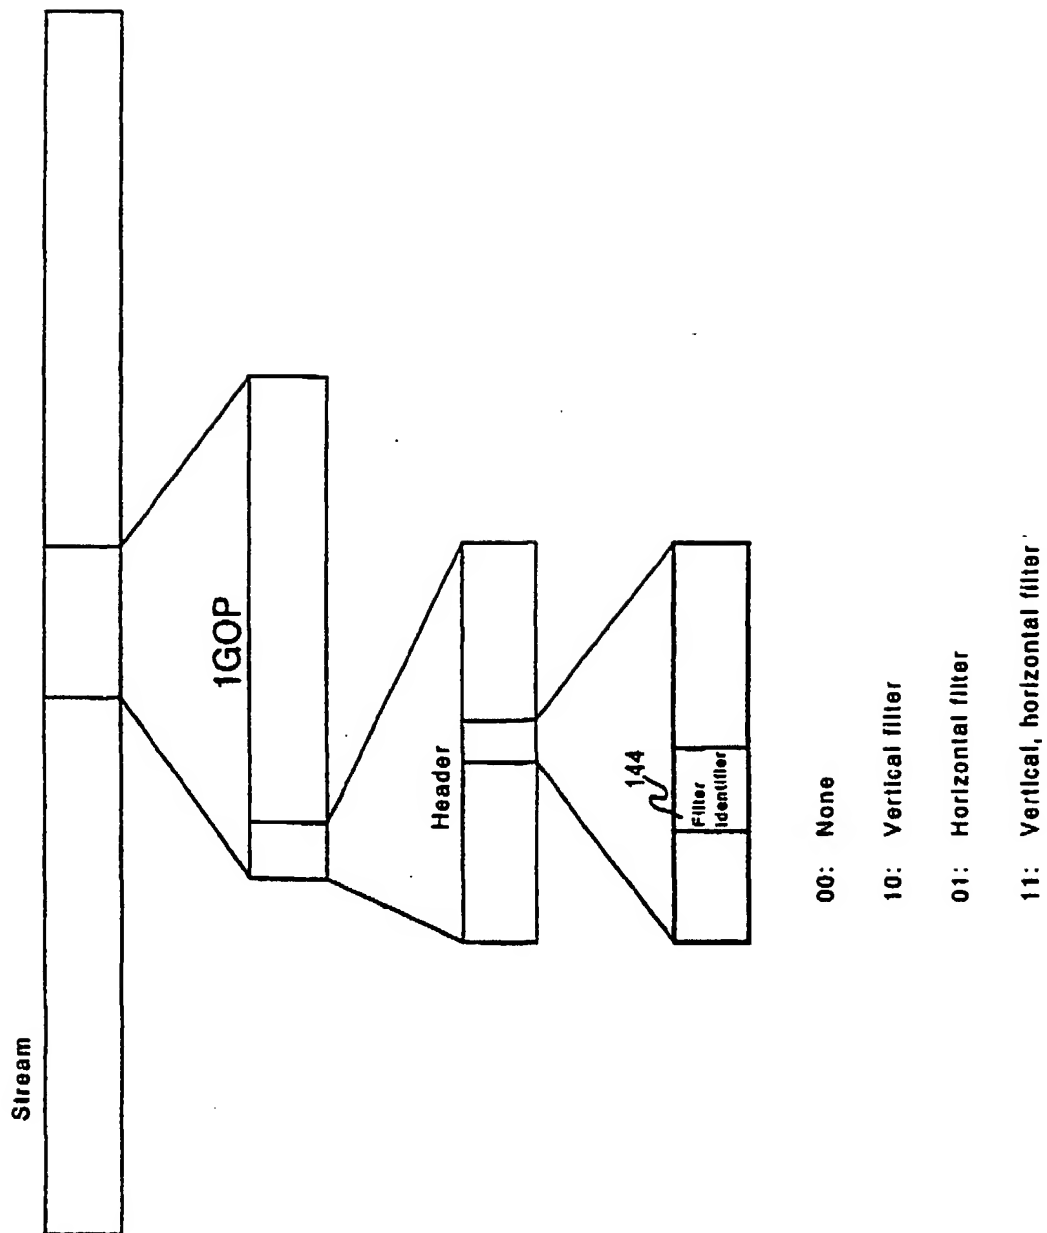 Stream
1GOP
Header
144
Filter
identifier
00: None
10: Vertical filter
01: Horizontal filter
11: Vertical, horizontal filter